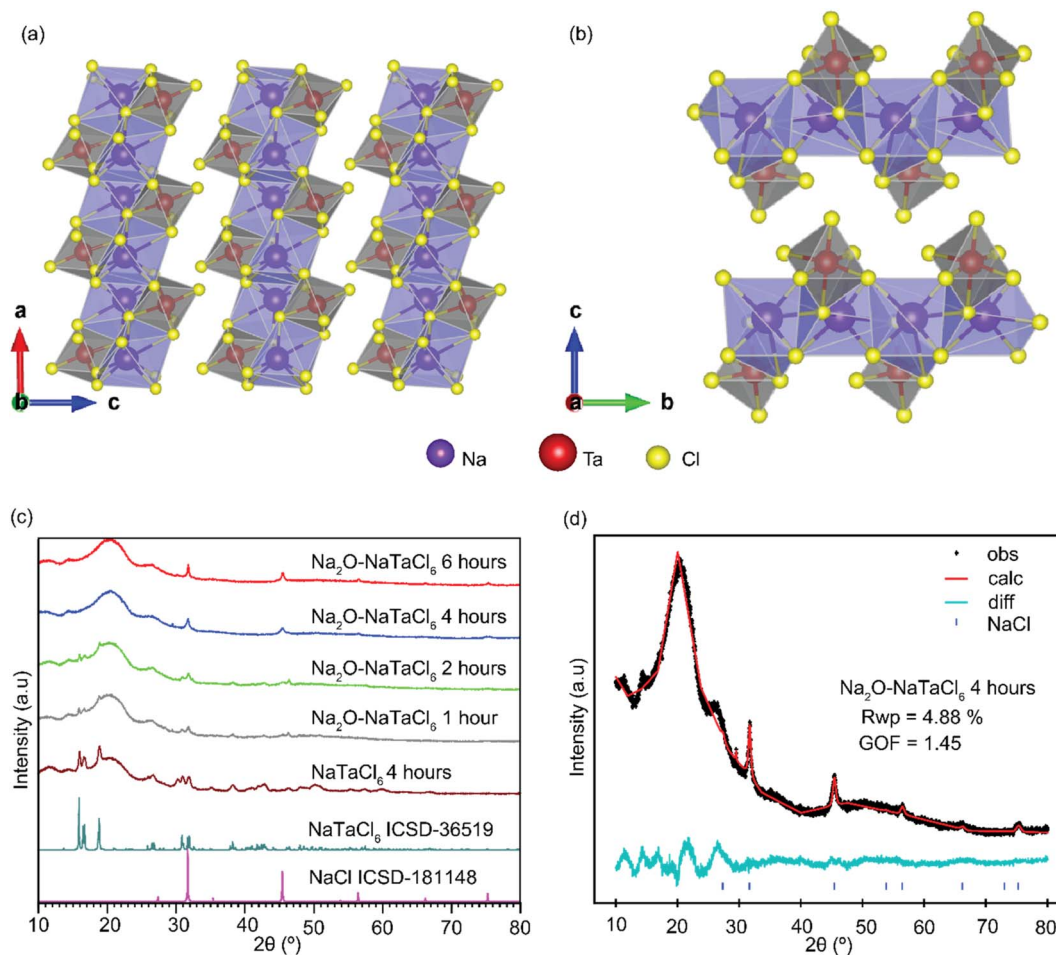 (a)
(b)
a
b
c
c
a
b
Na
Ta
Cl
(c)
Na₂O-NaTaCl₆ 6 hours
Na₂O-NaTaCl₆ 4 hours
Na₂O-NaTaCl₆ 2 hours
Na₂O-NaTaCl₆ 1 hour
NaTaCl₆ 4 hours
NaTaCl₆ ICSD-36519
NaCl ICSD-181148
Intensity (a.u)
10 20 30 40 50 60 70 80
2θ (º)
(d)
obs
calc
diff
NaCl
Na₂O-NaTaCl₆ 4 hours
Rwp = 4.88 %
GOF = 1.45
Intensity (a.u)
10 20 30 40 50 60 70 80
2θ (º)